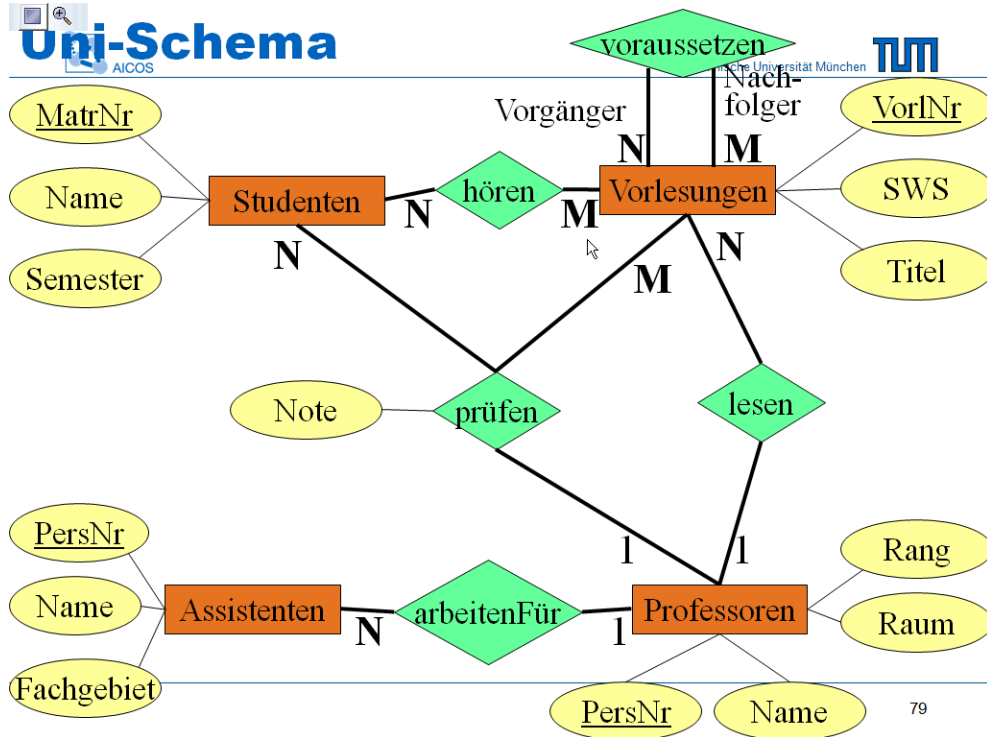 Uni-Schema
AICOS
voraussetzen
Universität München
TUM
MatrNr
Vorgänger
Nach-
folger
VorlNr
N
M
Name
Studenten
N
hören
M
Vorlesungen
SWS
Semester
N
M
N
Titel
Note
prüfen
lesen
PersNr
1
1
Rang
Name
Assistenten
N
arbeitenFür
1
Professoren
Raum
Fachgebiet
PersNr
Name
79